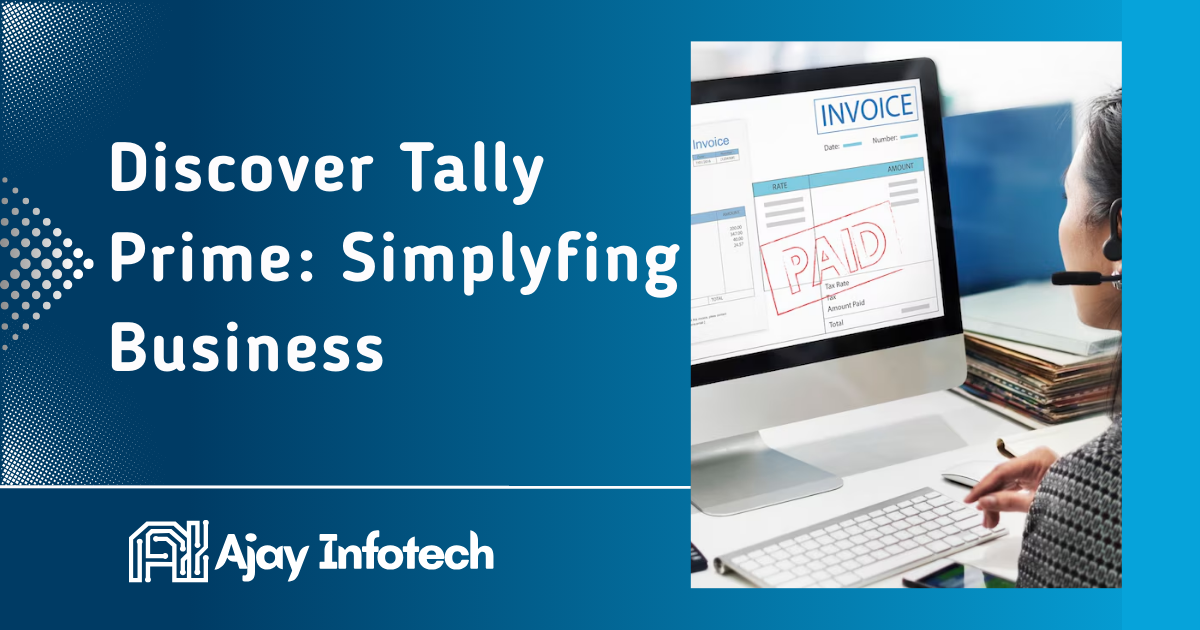 Discover Tally
Prime: Simplyfing
Business
Ajay Infotech
INVOICE
Date:
Number:
Invoice
RATE
AMOUNT
PAID
TOTAL
Tax Rate
Tax
Amount Paid
Total